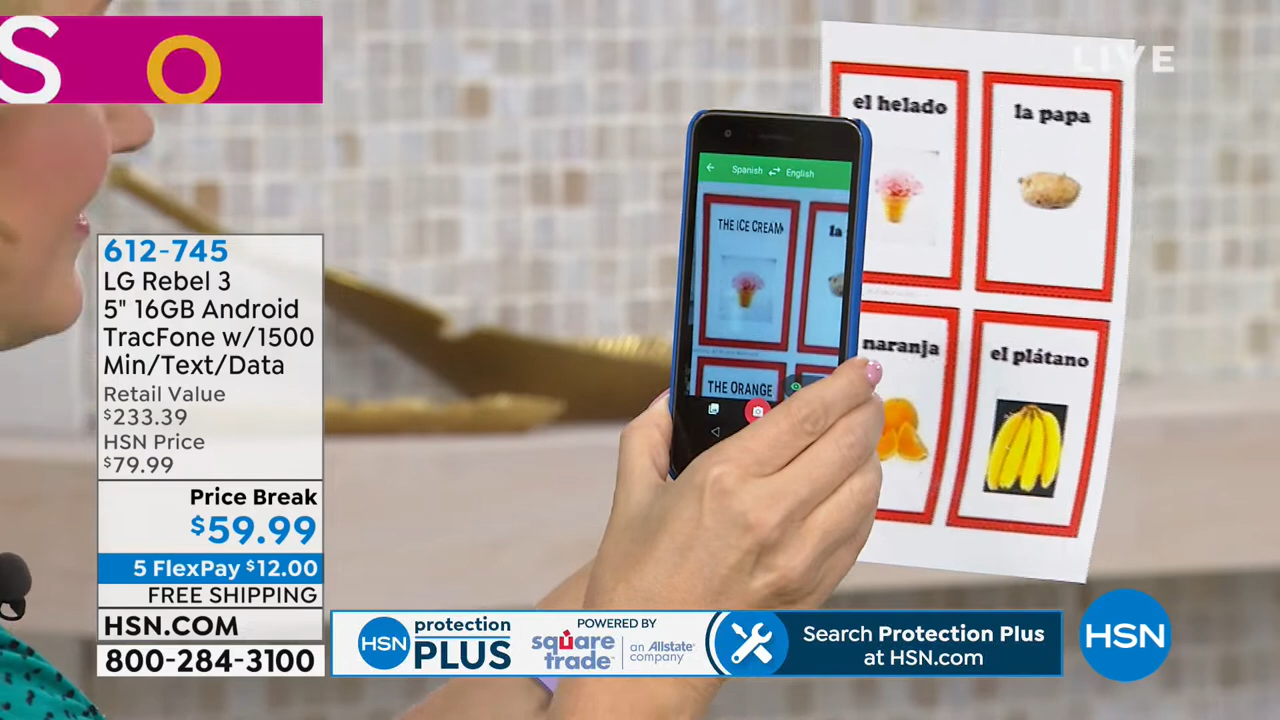 S O
LIVE
612-745
LG Rebel 3
5" 16GB Android
TracFone w/1500
Min/Text/Data
Retail Value
$233.39
HSN Price
$79.99
Price Break
$59.99
5 FlexPay $12.00
FREE SHIPPING
HSN.COM
800-284-3100
el helado
la papa
naranja
el plátano
Spanish English
THE ICE CREAM
la
THE ORANGE
HSN protection PLUS
POWERED BY
square trade
an Allstate company
Search Protection Plus
at HSN.com
HSN